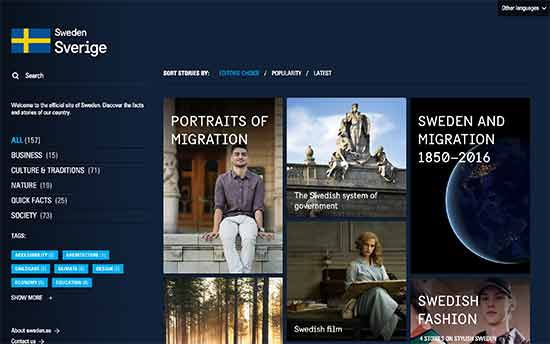 Other languages
Sweden
Sverige
Search
SORT STORIES BY: EDITORS' CHOICE / POPULARITY / LATEST
Welcome to the official site of Sweden. Discover the facts
and stories of our country.
ALL (157)
BUSINESS (15)
CULTURE & TRADITIONS (71)
NATURE (19)
QUICK FACTS (25)
SOCIETY (73)
TAGS:
ACCESSIBILITY
ARCHITECTURE
CHILDCARE
CLIMATE
DESIGN
ECONOMY
EDUCATION
SHOW MORE +
About sweden.se
PORTRAITS OF
MIGRATION
The Swedish system of
government
SWEDEN AND
MIGRATION
1850–2016
Swedish film
SWEDISH
FASHION
4 STORIES ON STYLISH SWEDEN